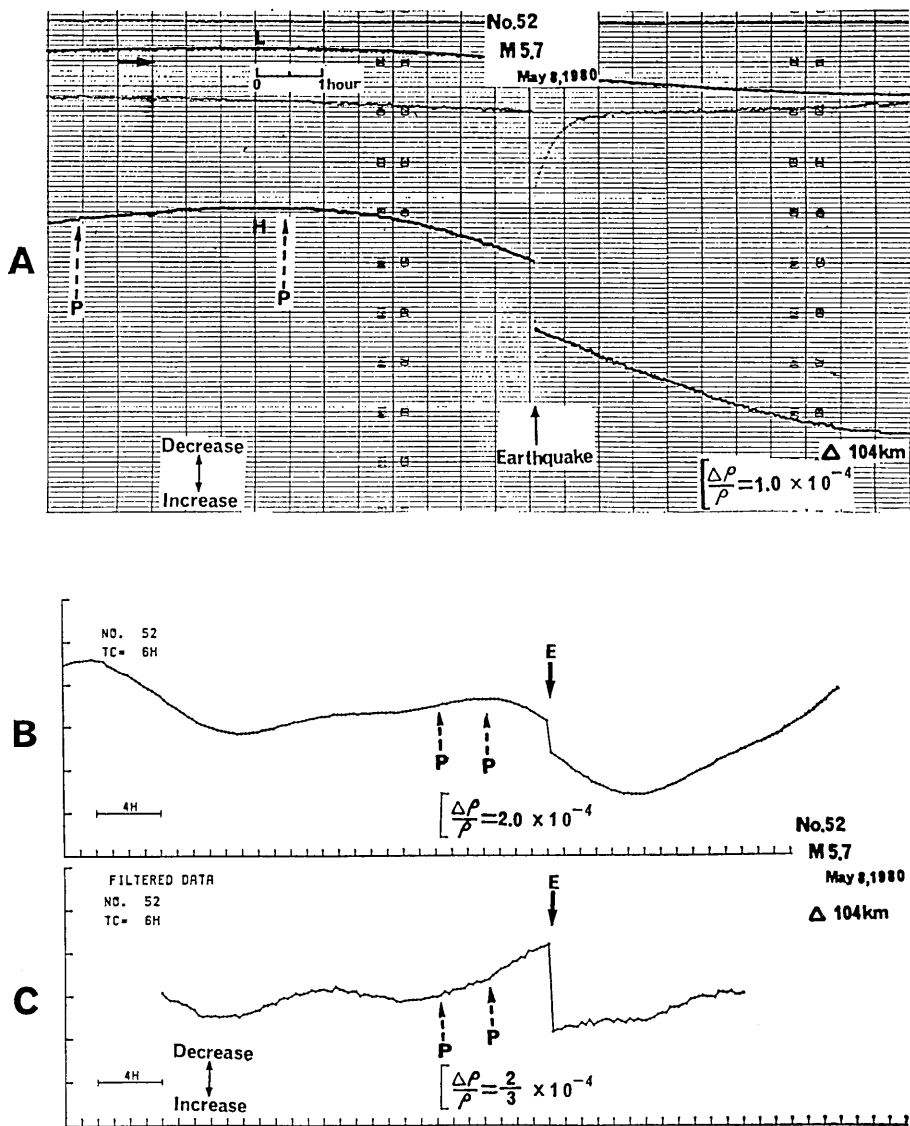 A
No.52
M 5,7
May 8,1980
L
0 1hour
H
P
P
Decrease
Increase
Earthquake
Δ 104km
Δρ/ρ = 1.0 × 10⁻⁴
B
NO. 52
TC= 6H
E
P
P
4H
Δρ/ρ = 2.0 × 10⁻⁴
No.52
M 5,7
May 8,1980
Δ 104km
C
FILTERED DATA
NO. 52
TC= 6H
E
P
P
Decrease
Increase
4H
Δρ/ρ = 2/3 × 10⁻⁴